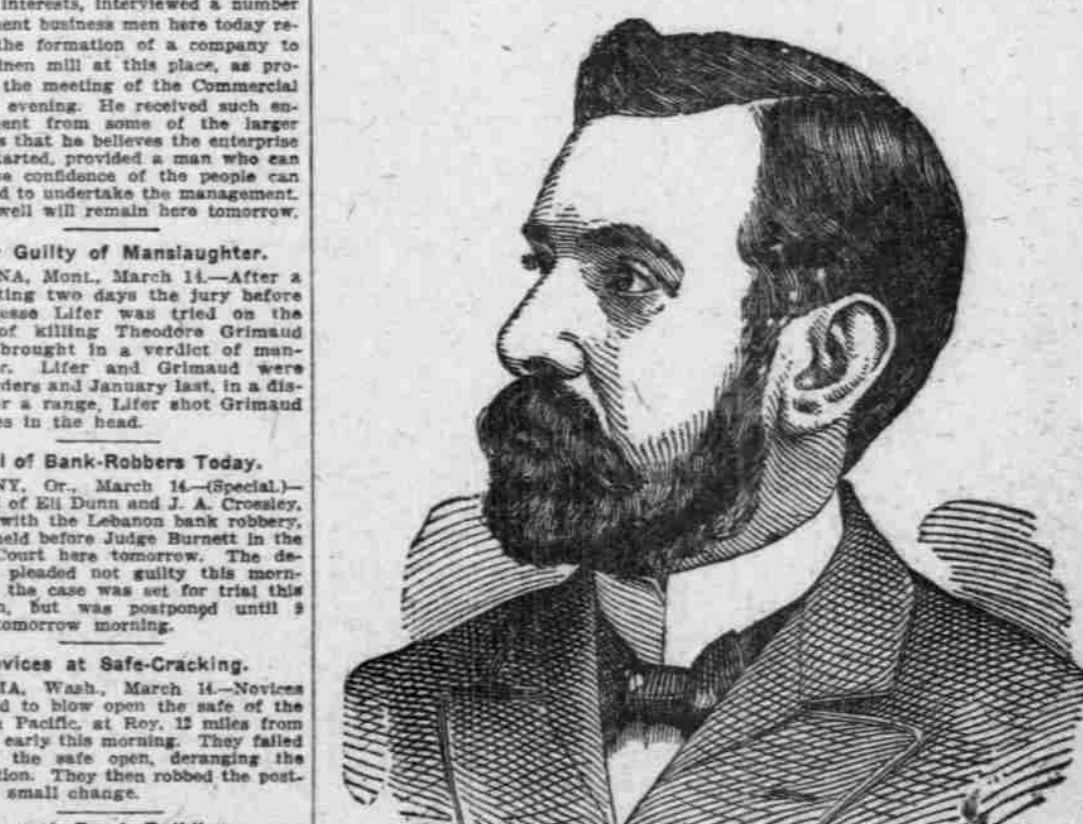 interests, interviewed a number
ent business men here today re-
the formation of a company to
inen mill at this place, as pro-
the meeting of the Commercial
evening. He received such en-
ent from some of the larger
s that he believes the enterprise
tarted, provided a man who can
e confidence of the people can
d to undertake the management.
well will remain here tomorrow.
Guilty of Manslaughter.
NA, Mont., March 14.—After a
ting two days the jury before
esse Lifer was tried on the
of killing Theodore Grimaud
brought in a verdict of man-
r. Lifer and Grimaud were
rders and January last, in a dis-
r a range, Lifer shot Grimaud
es in the head.
l of Bank-Robbers Today.
NY, Or., March 14.—(Special.)—
of Eli Dunn and J. A. Crossley,
with the Lebanon bank robbery,
held before Judge Burnett in the
Court here tomorrow. The de-
pleaded not guilty this morn-
the case was set for trial this
n, but was postponed until 9
tomorrow morning.
vices at Safe-Cracking.
IA, Wash., March 14.—Novices
d to blow open the safe of the
n Pacific, at Roy, 12 miles from
early this morning. They failed
the safe open, deranging the
tion. They then robbed the post-
small change.